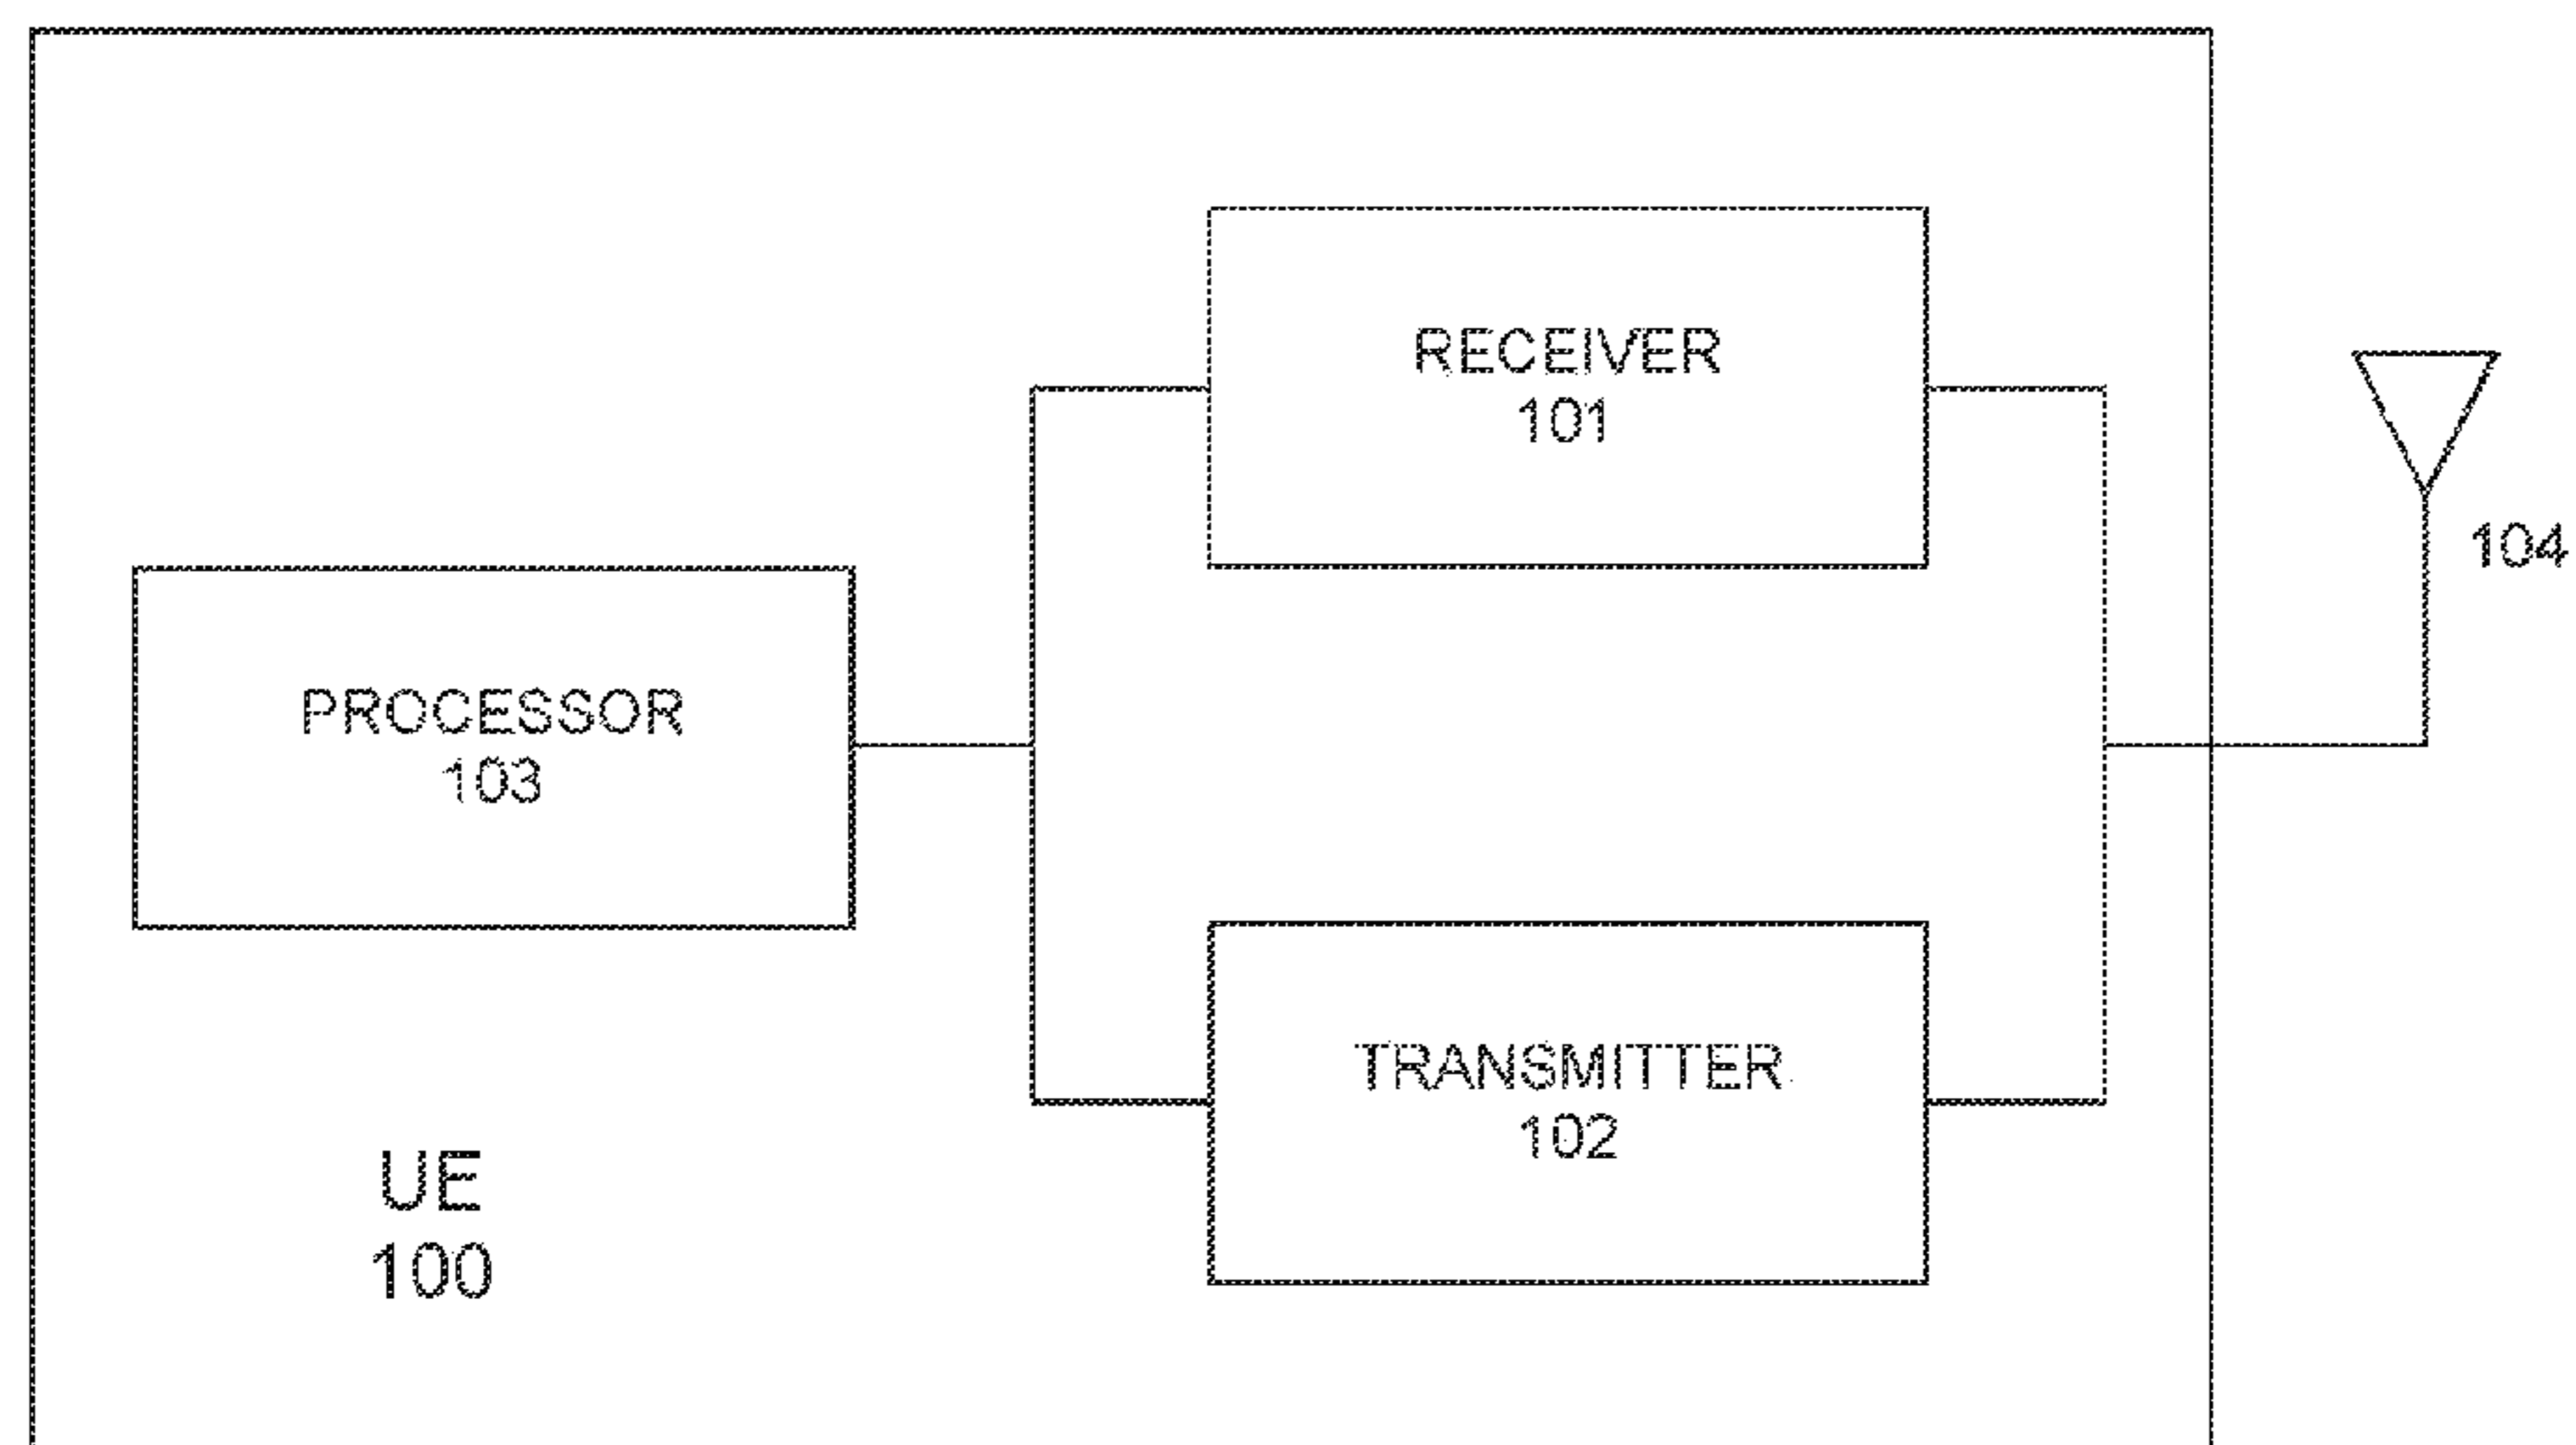 RECEIVER
101
104
PROCESSOR
103
TRANSMITTER
102
UE
100